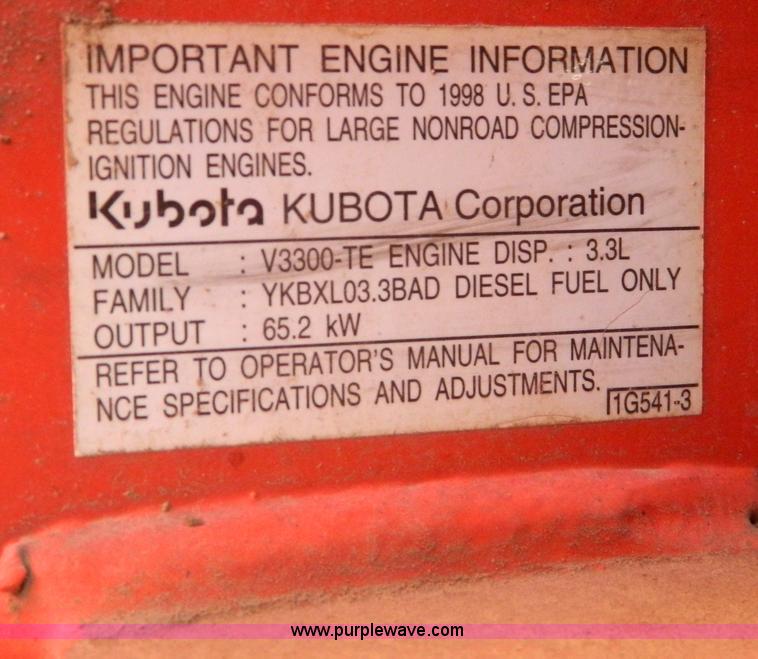 IMPORTANT ENGINE INFORMATION
THIS ENGINE CONFORMS TO 1998 U.S.EPA
REGULATIONS FOR LARGE NONROAD COMPRESSION-
IGNITION ENGINES.
Kubota KUBOTA Corporation
MODEL : V3300-TE ENGINE DISP. : 3.3L
FAMILY : YKBXL03.3BAD DIESEL FUEL ONLY
OUTPUT : 65.2 kW
REFER TO OPERATOR'S MANUAL FOR MAINTENA-
NCE SPECIFICATIONS AND ADJUSTMENTS.
1G541-3
www.purplewave.com